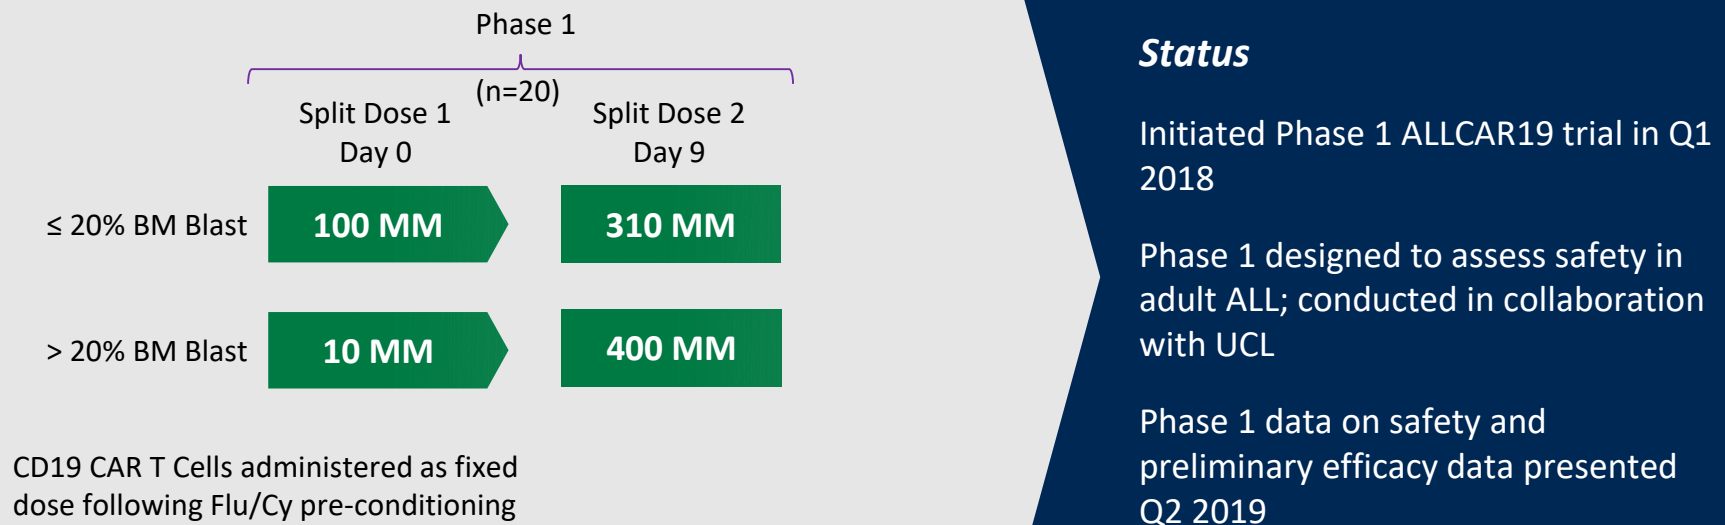 Phase 1
(n=20)
Split Dose 1
Day 0
Split Dose 2
Day 9
≤ 20% BM Blast
100 MM
310 MM
> 20% BM Blast
10 MM
400 MM
CD19 CAR T Cells administered as fixed
dose following Flu/Cy pre-conditioning
Status
Initiated Phase 1 ALLCAR19 trial in Q1
2018
Phase 1 designed to assess safety in
adult ALL; conducted in collaboration
with UCL
Phase 1 data on safety and
preliminary efficacy data presented
Q2 2019